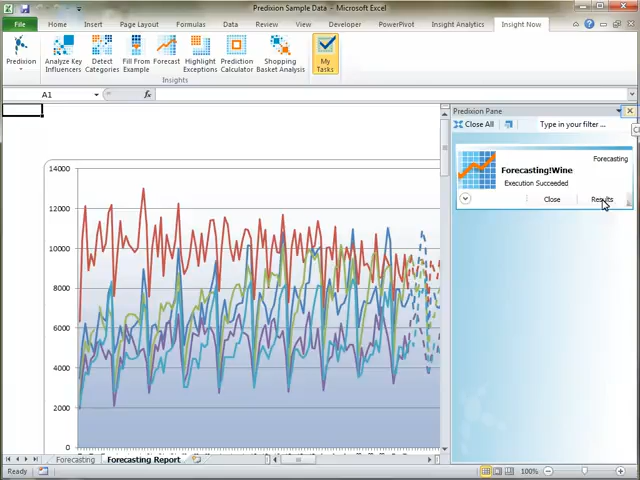 Predixion Sample Data - Microsoft Excel
File
Home
Insert
Page Layout
Formulas
Data
Review
View
Developer
PowerPivot
Insight Analytics
Insight Now
Predixion
Analyze Key Influencers
Detect Categories
Fill From Example
Forecast
Highlight Exceptions
Prediction Calculator
Shopping Basket Analysis
My Tasks
Insights
A1
fx
Predixion Pane
Close All
Type in your filter ...
Forecasting
Forecasting!Wine
Execution Succeeded
Close
Results
14000
12000
10000
8000
6000
4000
2000
0
Forecasting
Forecasting Report
Ready
100%